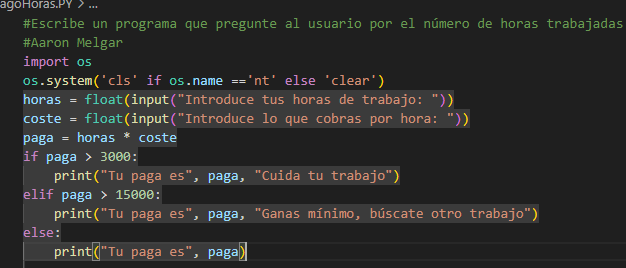 agoHoras.PY > ...
#Escribe un programa que pregunte al usuario por el número de horas trabajadas
#Aaron Melgar
import os
os.system('cls' if os.name =='nt' else 'clear')
horas = float(input("Introduce tus horas de trabajo: "))
coste = float(input("Introduce lo que cobras por hora: "))
paga = horas * coste
if paga > 3000:
    print("Tu paga es", paga, "Cuida tu trabajo")
elif paga > 15000:
    print("Tu paga es", paga, "Ganas mínimo, búscate otro trabajo")
else:
    print("Tu paga es", paga)